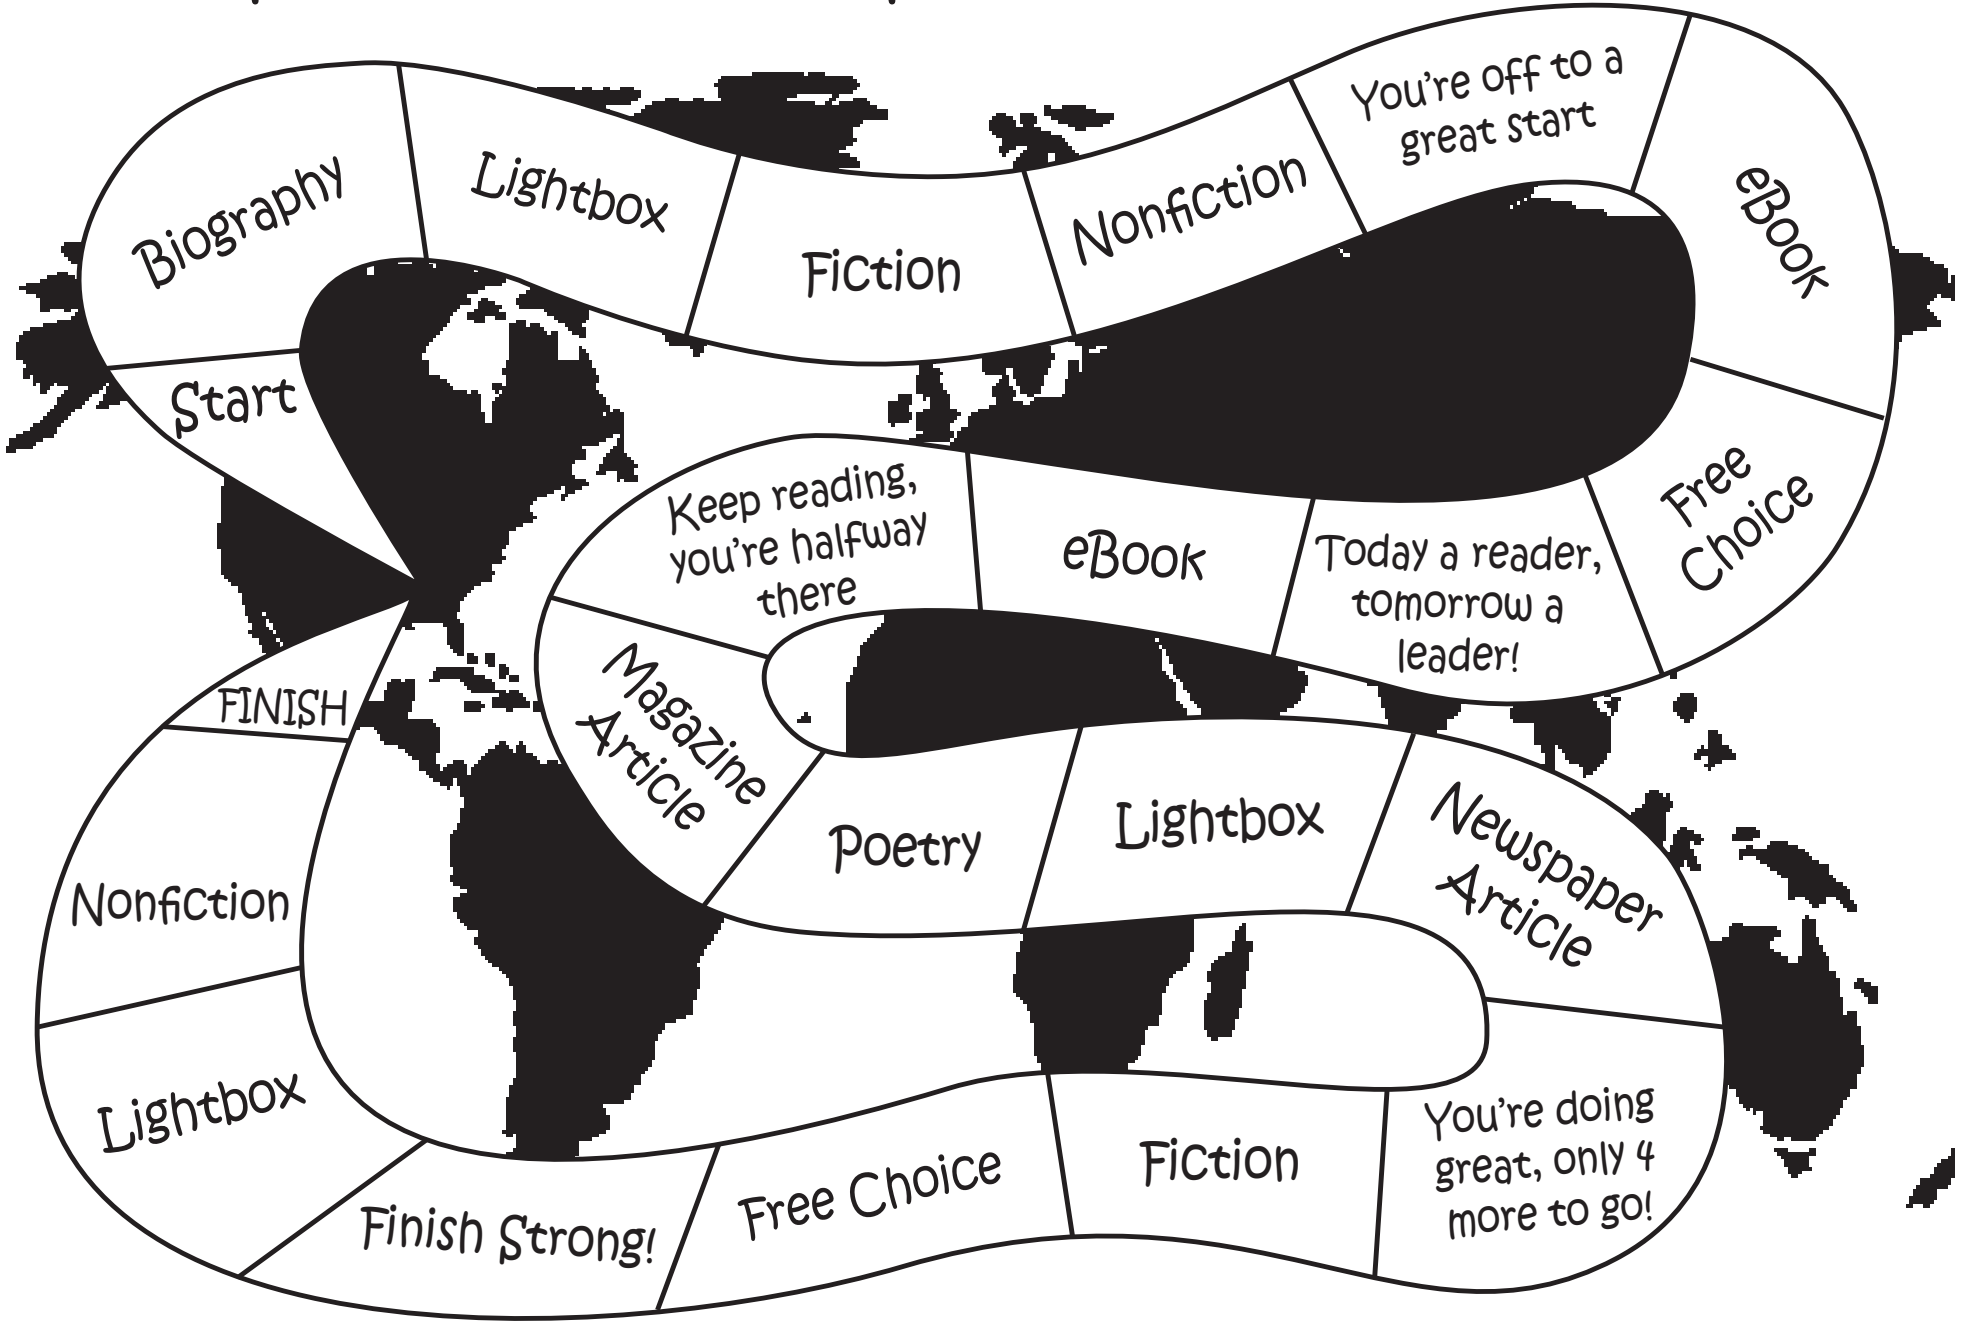 Start
Biography
Lightbox
Fiction
Nonfiction
You're off to a
great start
eBook
Free
Choice
Today a reader,
tomorrow a
leader!
eBook
Keep reading,
you're halfway
there
Magazine
Article
Poetry
Lightbox
Newspaper
Article
You're doing
great, only 4
more to go!
Fiction
Free Choice
Finish Strong!
Lightbox
Nonfiction
FINISH